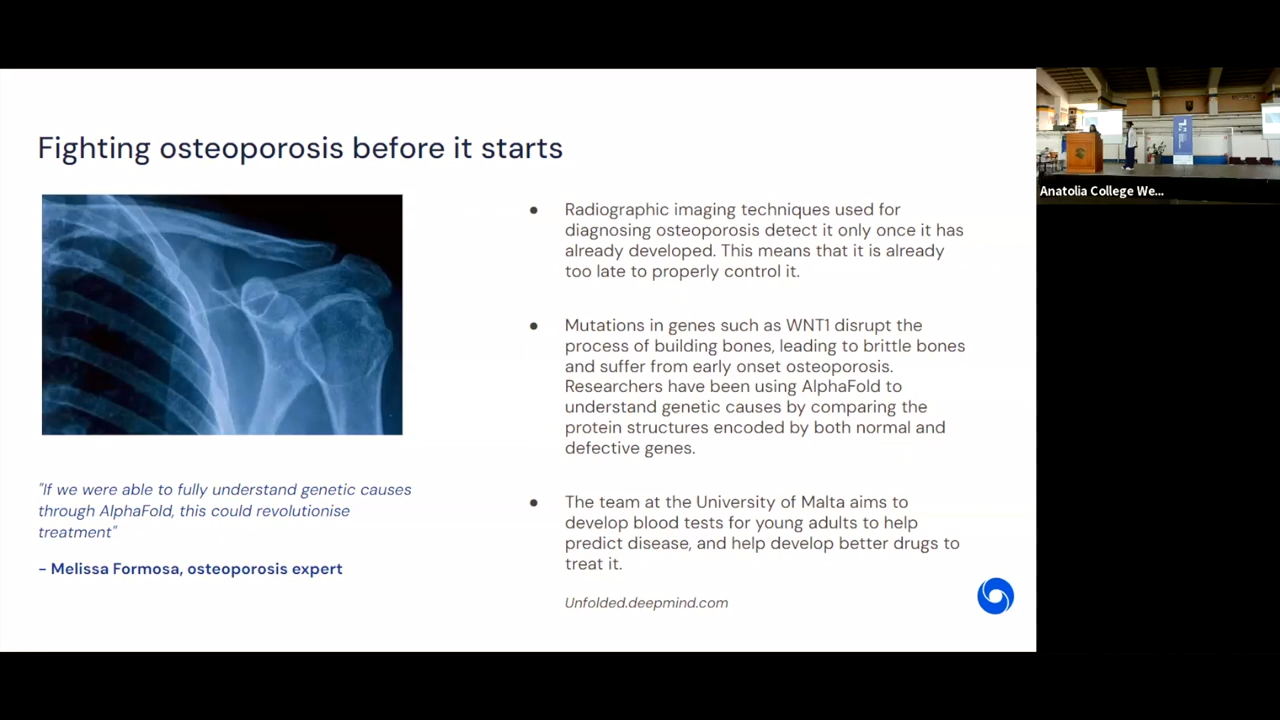 Fighting osteoporosis before it starts
● Radiographic imaging techniques used for
diagnosing osteoporosis detect it only once it has
already developed. This means that it is already
too late to properly control it.
● Mutations in genes such as WNT1 disrupt the
process of building bones, leading to brittle bones
and suffer from early onset osteoporosis.
Researchers have been using AlphaFold to
understand genetic causes by comparing the
protein structures encoded by both normal and
defective genes.
● The team at the University of Malta aims to
develop blood tests for young adults to help
predict disease, and help develop better drugs to
treat it.
Unfolded.deepmind.com
"If we were able to fully understand genetic causes
through AlphaFold, this could revolutionise
treatment"
- Melissa Formosa, osteoporosis expert
Anatolia College We...